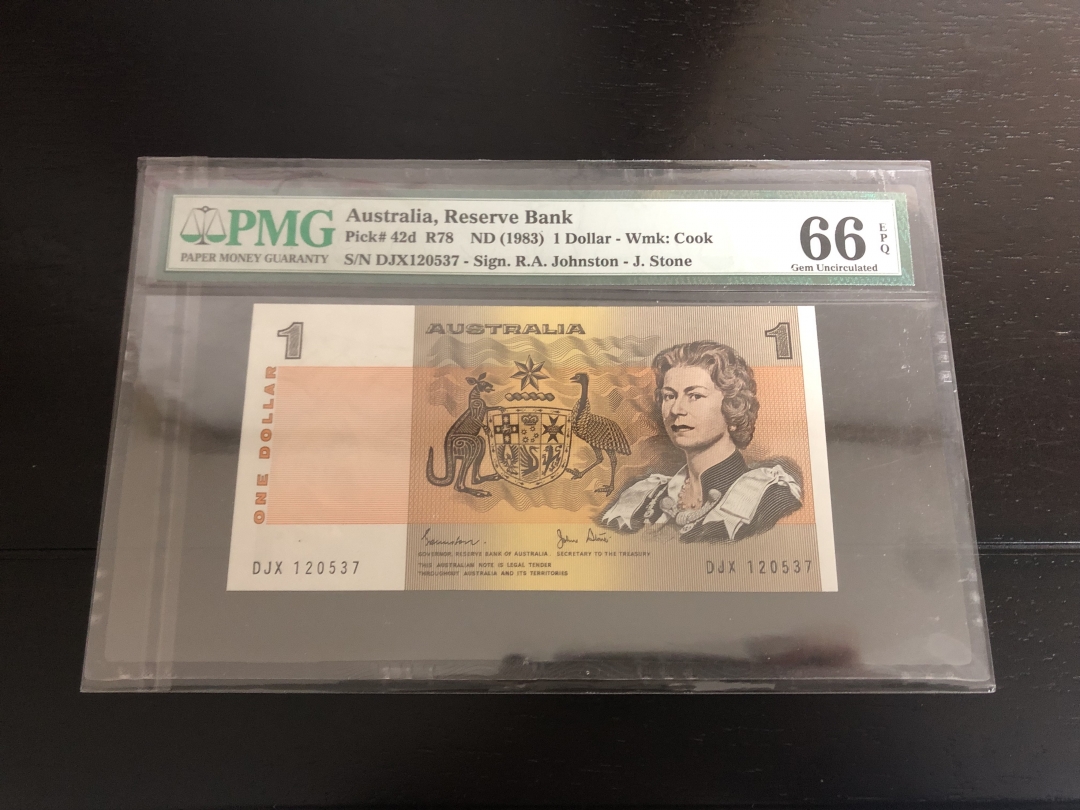 PMG
PAPER MONEY GUARANTY
Australia, Reserve Bank
Pick# 42d R78 ND (1983) 1 Dollar - Wmk: Cook
S/N DJX120537 - Sign. R.A. Johnston - J. Stone
66 EPQ
Gem Uncirculated
1
AUSTRALIA
1
ONE DOLLAR
GOVERNOR, RESERVE BANK OF AUSTRALIA. SECRETARY TO THE TREASURY
THIS AUSTRALIAN NOTE IS LEGAL TENDER
THROUGHOUT AUSTRALIA AND ITS TERRITORIES
DJX 120537
DJX 120537